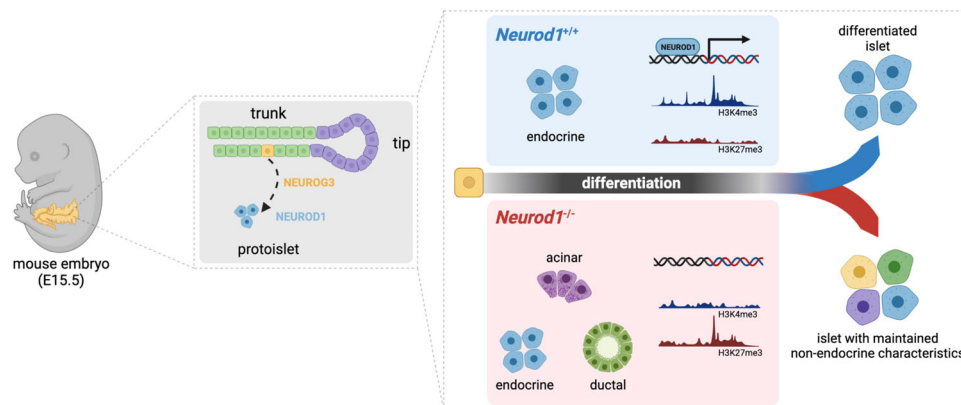 mouse embryo
(E15.5)
trunk
tip
NEUROG3
NEUROD1
protoislet
Neurod1+/+
endocrine
NEUROD1
H3K4me3
H3K27me3
differentiated
islet
differentiation
Neurod1-/-
acinar
endocrine
ductal
H3K4me3
H3K27me3
islet with maintained
non-endocrine characteristics